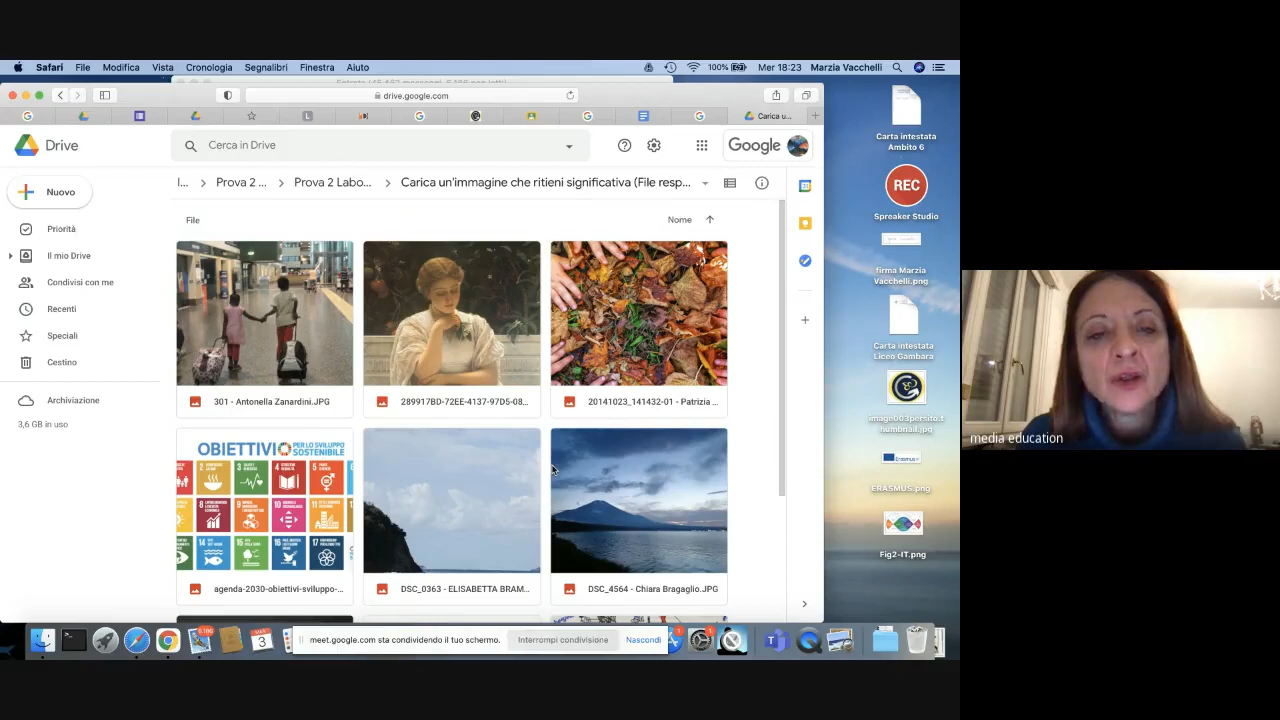 Safari File Modifica Vista Cronologia Segnalibri Finestra Aiuto 100% Mer 18:23 Marzia Vacchelli
drive.google.com
Carica u...
Drive
Cerca in Drive
Google
Nuovo
I... > Prova 2 ... > Prova 2 Labo... > Carica un'immagine che ritieni significativa (File resp...
File
Nome
Priorità
Il mio Drive
Condivisi con me
Recenti
Speciali
Cestino
Archiviazione
3,6 GB in uso
301 - Antonella Zanardini.JPG
289917BD-72EE-4137-97D5-08...
20141023_141432-01 - Patrizia ...
OBIETTIVI PER LO SVILUPPO
SOSTENIBILE
agenda-2030-obiettivi-sviluppo-...
DSC_0363 - ELISABETTA BRAM...
DSC_4564 - Chiara Bragaglio.JPG
meet.google.com sta condividendo il tuo schermo.
Interrompi condivisione
Nascondi
Carta intestata
Ambito 6
REC
Spreaker Studio
firma Marzia
Vacchelli.png
Carta intestata
Liceo Gambara
image003persito.t
humbnail.jpg
Erasmus+
ERASMUS.png
Fig2-IT.png
media education